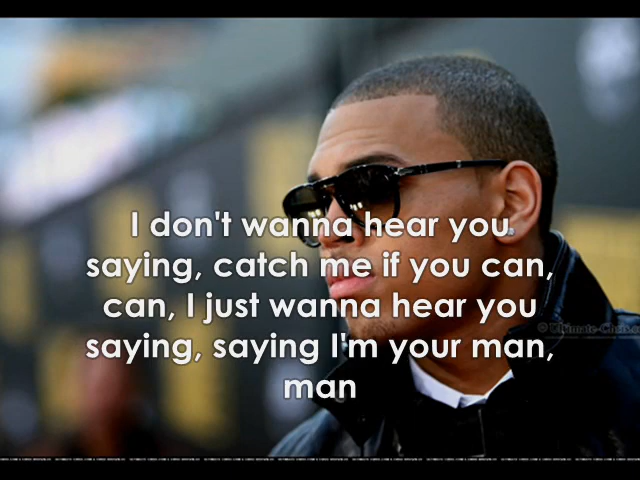 I don't wanna hear you
saying, catch me if you can,
can, I just wanna hear you
saying, saying I'm your man,
man